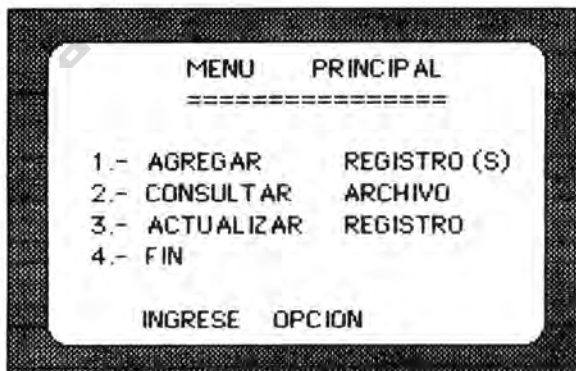 MENU PRINCIPAL
================
1.- AGREGAR REGISTRO (S)
2.- CONSULTAR ARCHIVO
3.- ACTUALIZAR REGISTRO
4.- FIN
INGRESE OPCION